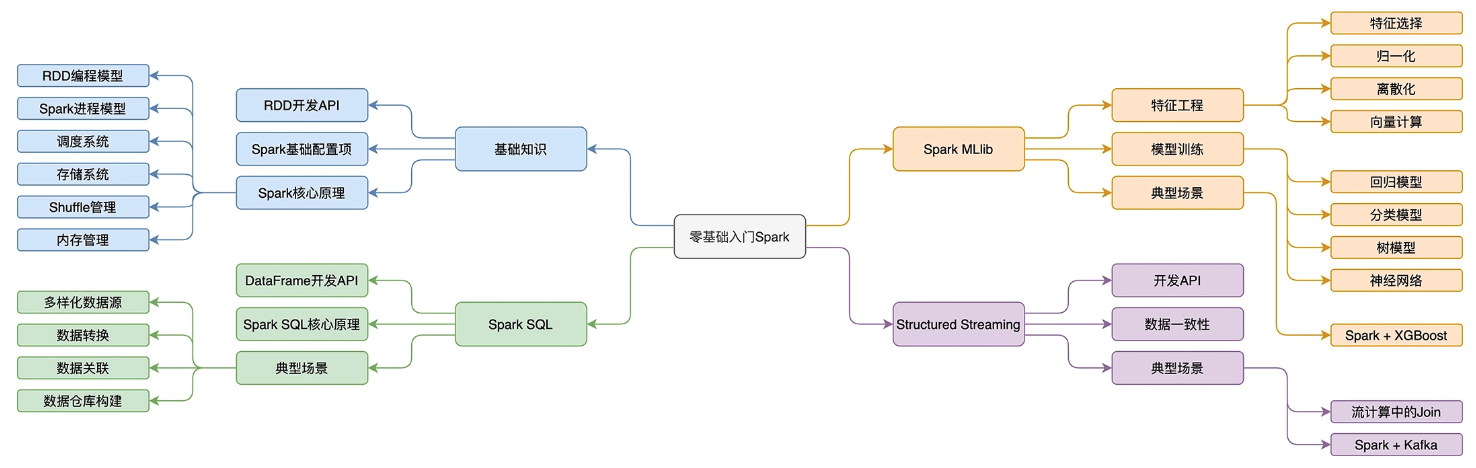 零基础入门Spark
基础知识
RDD开发API
Spark基础配置项
Spark核心原理
RDD编程模型
Spark进程模型
调度系统
存储系统
Shuffle管理
内存管理
Spark SQL
DataFrame开发API
Spark SQL核心原理
典型场景
多样化数据源
数据转换
数据关联
数据仓库构建
Spark MLlib
特征工程
特征选择
归一化
离散化
向量计算
模型训练
回归模型
分类模型
树模型
神经网络
典型场景
Spark + XGBoost
Structured Streaming
开发API
数据一致性
典型场景
流计算中的Join
Spark + Kafka